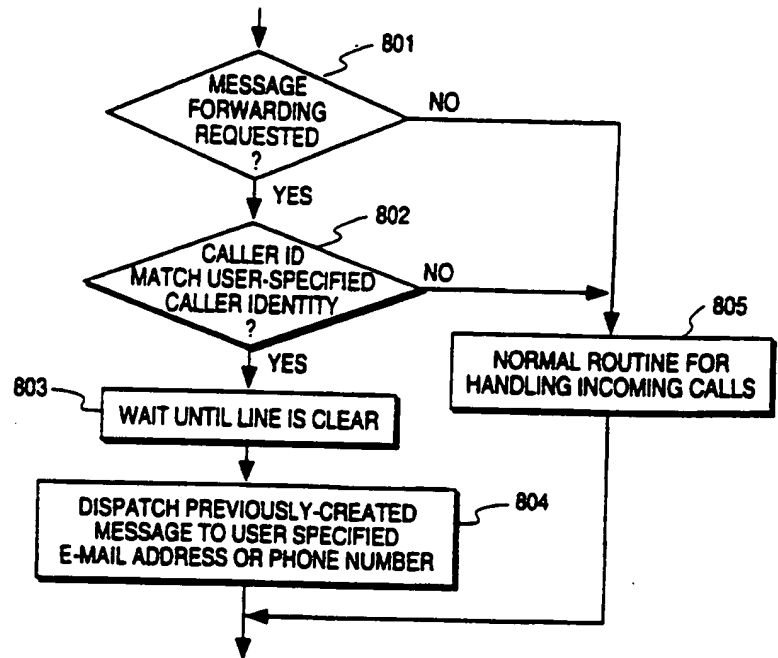 801
MESSAGE
FORWARDING
REQUESTED
?
NO
YES
802
CALLER ID
MATCH USER-SPECIFIED
CALLER IDENTITY
?
NO
YES
805
NORMAL ROUTINE FOR
HANDLING INCOMING CALLS
803
WAIT UNTIL LINE IS CLEAR
DISPATCH PREVIOUSLY-CREATED
MESSAGE TO USER SPECIFIED
E-MAIL ADDRESS OR PHONE NUMBER
804